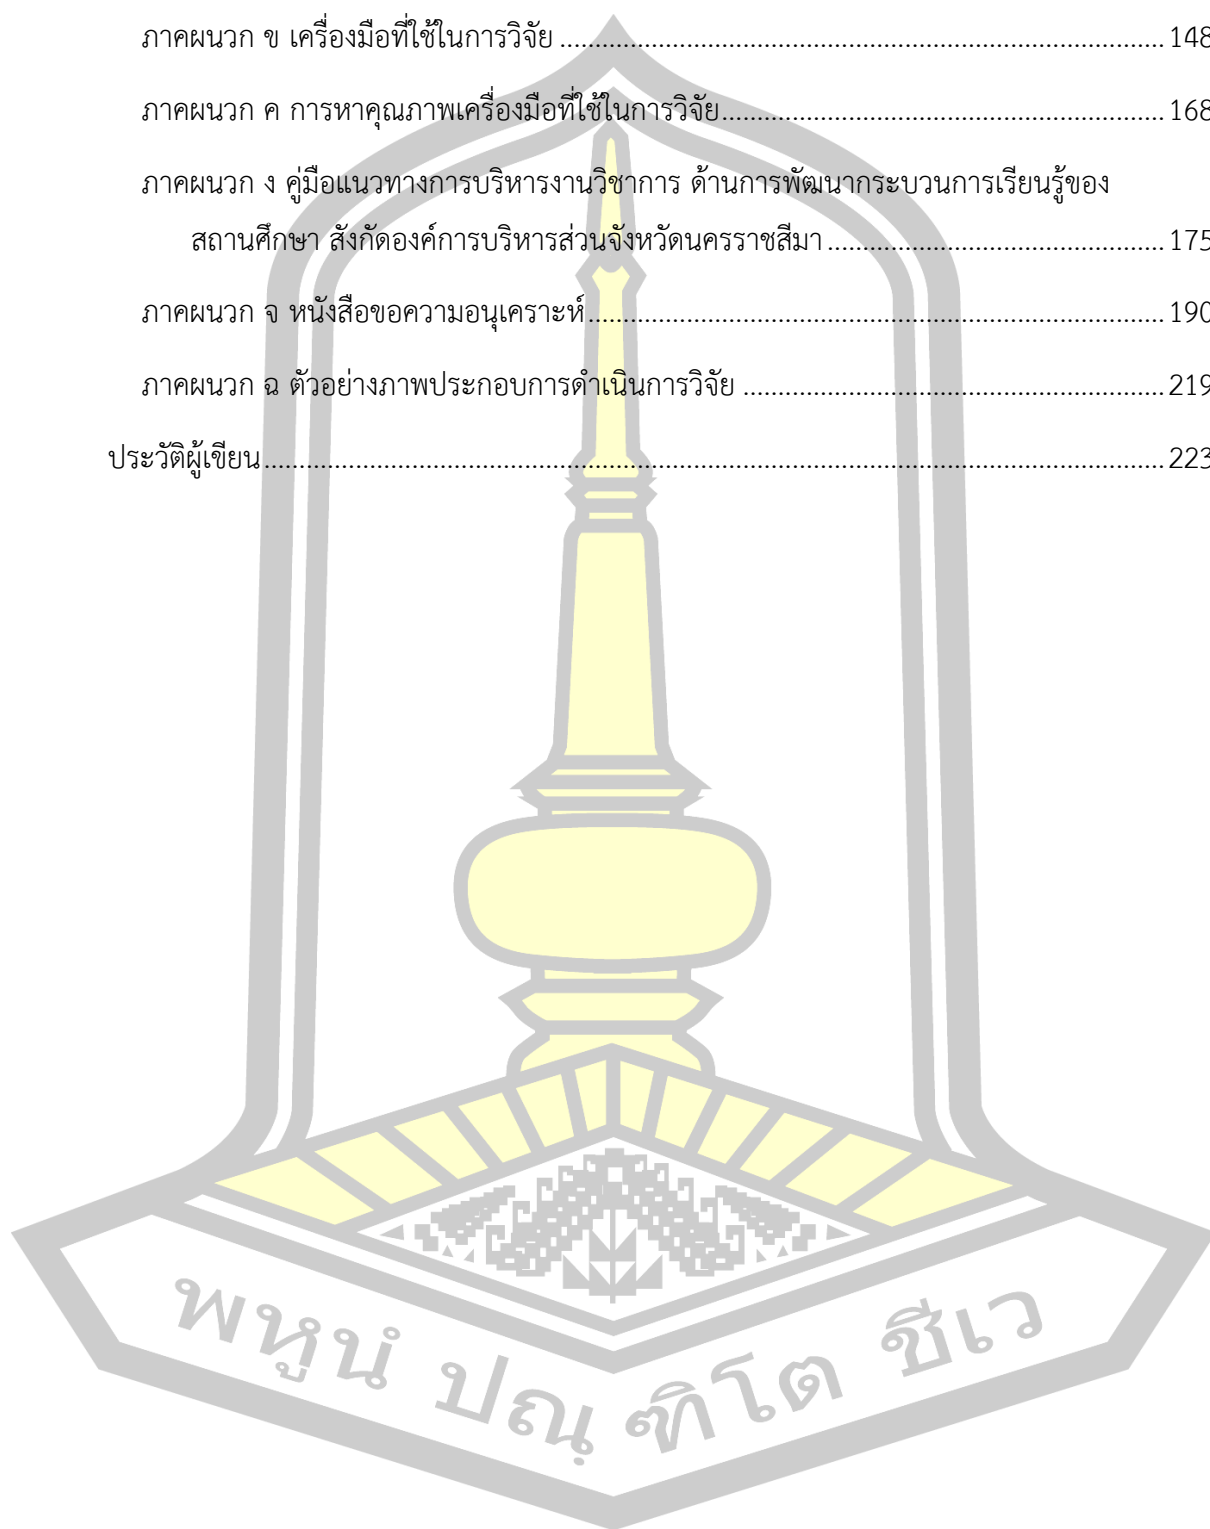 ภาคผนวก ข เครื่องมือที่ใช้ในการวิจัย ........................................................................................ 148
ภาคผนวก ค การหาคุณภาพเครื่องมือที่ใช้ในการวิจัย................................................................ 168
ภาคผนวก ง คู่มือแนวทางการบริหารงานวิชาการ ด้านการพัฒนากระบวนการเรียนรู้ของ
สถานศึกษา สังกัดองค์การบริหารส่วนจังหวัดนครราชสีมา ................................................ 175
ภาคผนวก จ หนังสือขอความอนุเคราะห์................................................................................... 190
ภาคผนวก ฉ ตัวอย่างภาพประกอบการดำเนินการวิจัย ............................................................. 219
ประวัติผู้เขียน ................................................................................................................................. 223
พหูนํ ปณฺฑิโต ชีเว